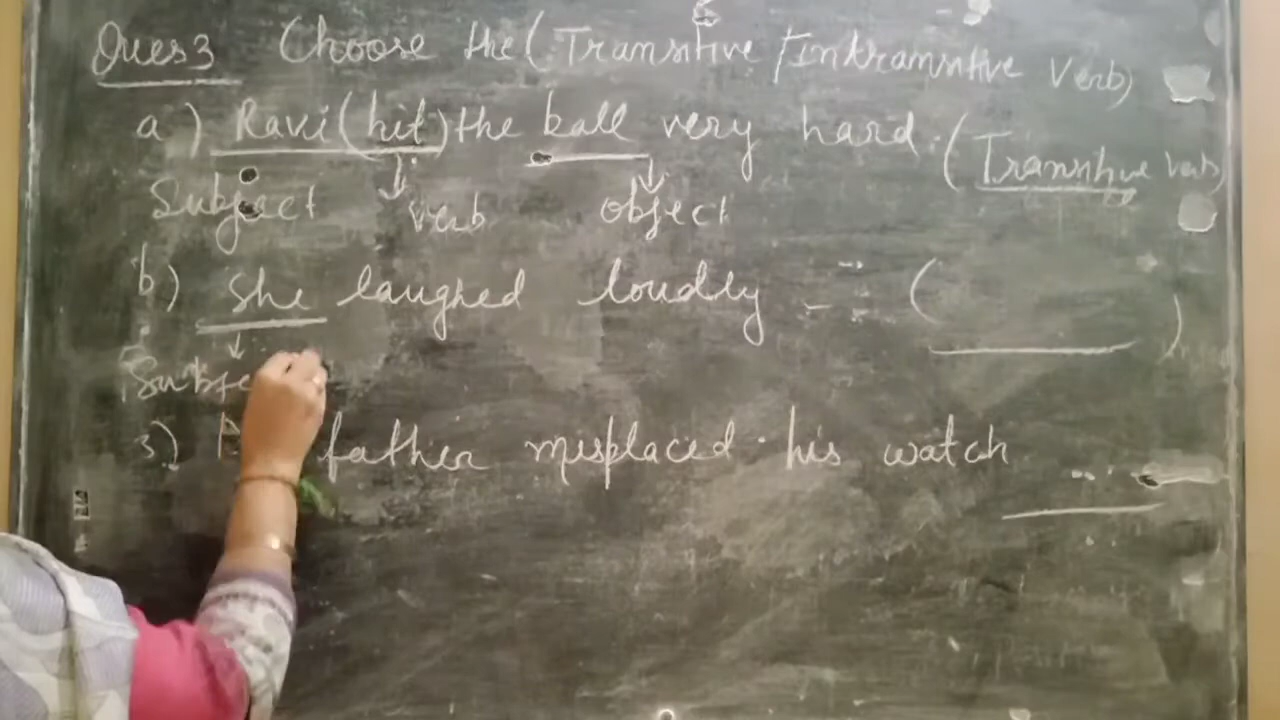 Ques 3 Choose the (Transitive / Intransitive Verb)
a) Ravi (hit) the ball very hard. (Transitive verb)
Subject verb object
b) She laughed loudly - : ( )
Subje
3) father misplaced his watch